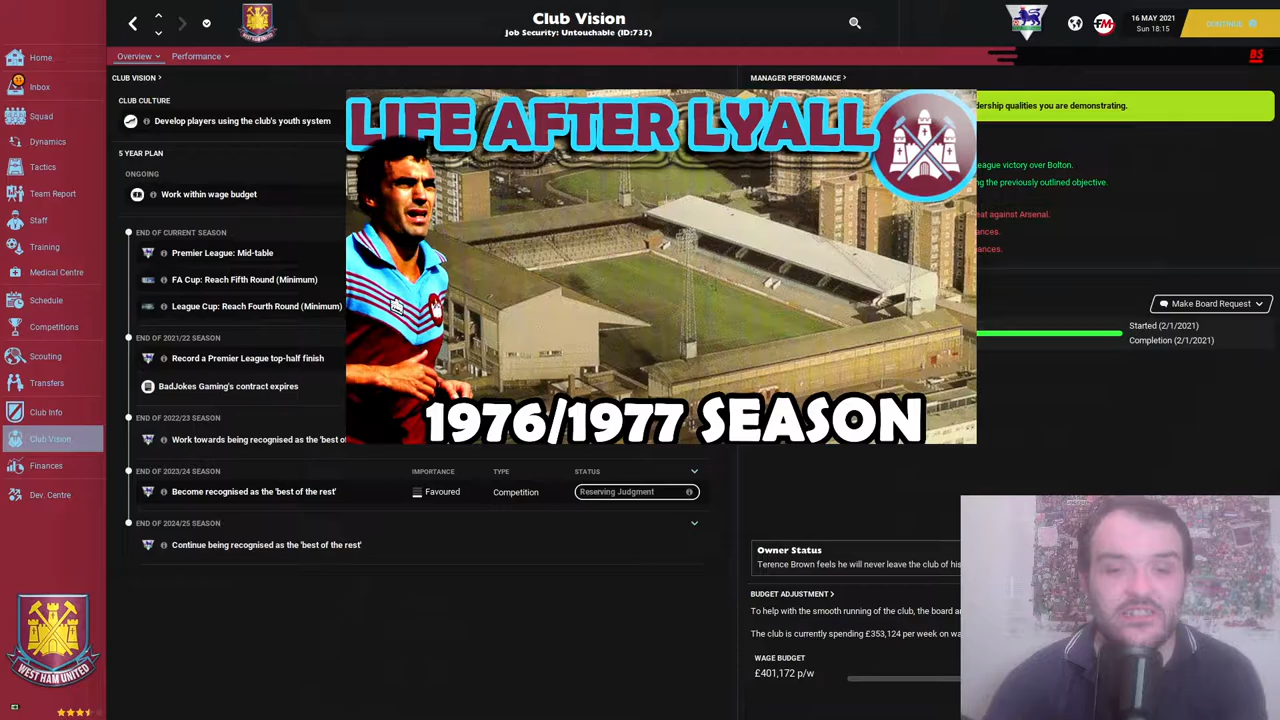 Club Vision
Job Security: Untouchable (ID:735)
16 MAY 2021
Sun 18:15
CONTINUE
FM
Overview
Performance
BS
Home
Inbox
Squad
Dynamics
Tactics
Team Report
Staff
Training
Medical Centre
Schedule
Competitions
Scouting
Transfers
Club Info
Club Vision
Finances
Dev. Centre
WEST HAM UNITED
CLUB VISION
CLUB CULTURE
Develop players using the club's youth system
5 YEAR PLAN
ONGOING
Work within wage budget
END OF CURRENT SEASON
Premier League: Mid-table
FA Cup: Reach Fifth Round (Minimum)
League Cup: Reach Fourth Round (Minimum)
END OF 2021/22 SEASON
Record a Premier League top-half finish
BadJokes Gaming's contract expires
END OF 2022/23 SEASON
Work towards being recognised as the 'best of
END OF 2023/24 SEASON IMPORTANCE TYPE STATUS
Become recognised as the 'best of the rest' Favoured Competition Reserving Judgment
END OF 2024/25 SEASON
Continue being recognised as the 'best of the rest'
LIFE AFTER LYALL
1976/1977 SEASON
MANAGER PERFORMANCE
dership qualities you are demonstrating.
eague victory over Bolton.
ng the previously outlined objective.
eat against Arsenal.
ances.
ances.
Make Board Request
Started (2/1/2021)
Completion (2/1/2021)
Owner Status
Terence Brown feels he will never leave the club of his
BUDGET ADJUSTMENT
To help with the smooth running of the club, the board ar
The club is currently spending £353,124 per week on wa
WAGE BUDGET
£401,172 p/w